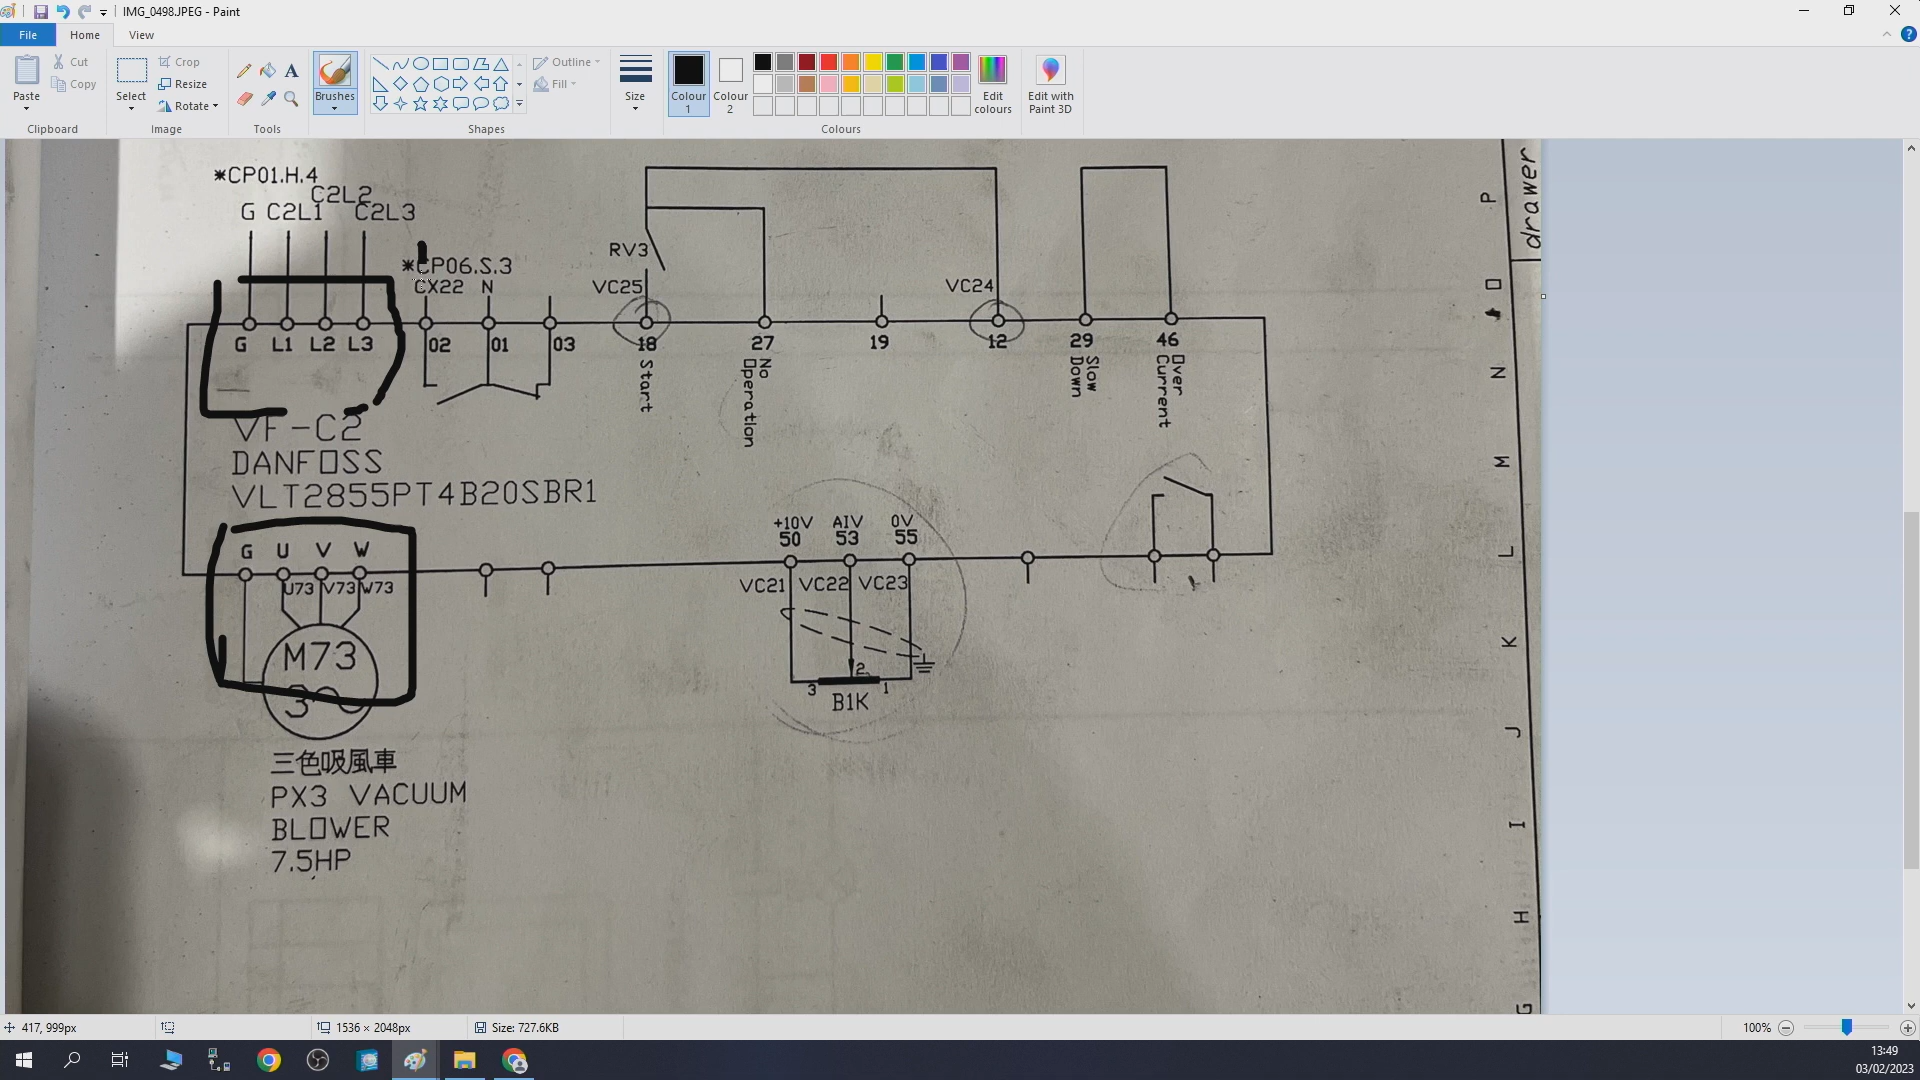 IMG_0498.JPEG - Paint
File
Home
View
Paste
Cut
Copy
Clipboard
Select
Crop
Resize
Rotate
Image
A
Tools
Brushes
Outline
Fill
Shapes
Size
Colour 1
Colour 2
Edit colours
Edit with Paint 3D
Colours
*CP01.H.4
C2L2
G C2L1 C2L3
*CP06.S.3
CX22 N
RV3
VC25
VC24
G L1 L2 L3 02 01 03 18 27 19 12 29 46
Start
No Operation
Slow Down
Over Current
VF-C2
DANFOSS
VLT2855PT4B20SBR1
+10V AIV 0V
50 53 55
G U V W
U73 V73 W73
VC21 VC22 VC23
M73
3~
2
3 1
B1K
三色吸風車
PX3 VACUUM
BLOWER
7.5HP
drawer
P
O
N
M
L
K
J
I
H
G
417, 999px
1536 × 2048px
Size: 727.6KB
100%
13:49
03/02/2023